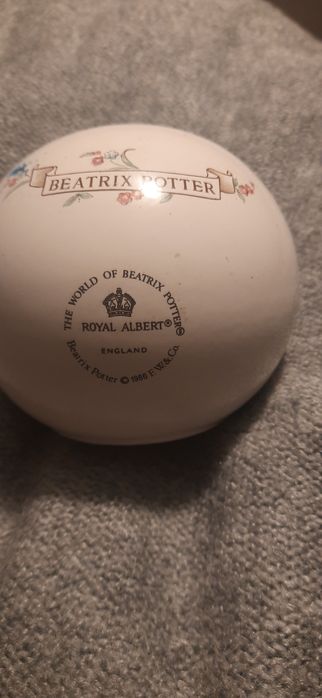 BEATRIX POTTER
THE WORLD OF BEATRIX POTTER®
ROYAL ALBERT®
ENGLAND
Beatrix Potter © 1986 F.W.& Co.